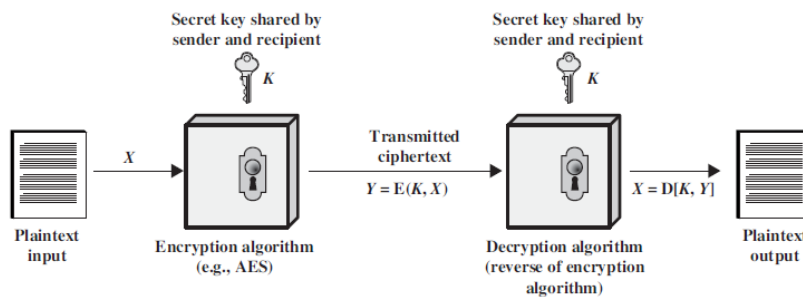 Secret key shared by
sender and recipient
K
Secret key shared by
sender and recipient
K
X
Transmitted
ciphertext
Y = E(K, X)
X = D[K, Y]
Plaintext
input
Encryption algorithm
(e.g., AES)
Decryption algorithm
(reverse of encryption
algorithm)
Plaintext
output